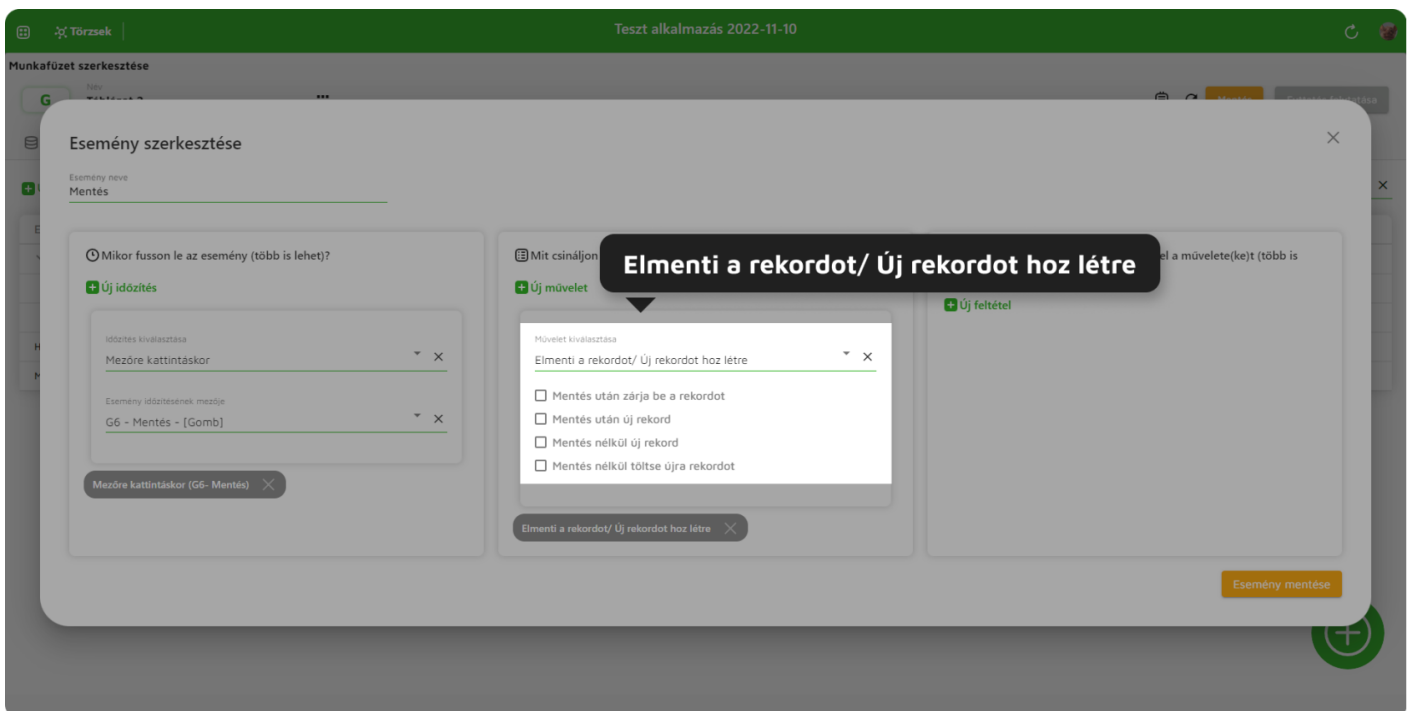 Törzsek
Teszt alkalmazás 2022-11-10
Munkafüzet szerkesztése
Név
G
Esemény szerkesztése
Esemény neve
Mentés
Mikor fusson le az esemény (több is lehet)?
Új időzítés
Időzítés kiválasztása
Mezőre kattintáskor
Esemény időzítésének mezője
G6 - Mentés - [Gomb]
Mezőre kattintáskor (G6- Mentés)
Mit csináljon
Elmenti a rekordot/ Új rekordot hoz létre
Új művelet
Művelet kiválasztása
Elmenti a rekordot/ Új rekordot hoz létre
Mentés után zárja be a rekordot
Mentés után új rekord
Mentés nélkül új rekord
Mentés nélkül töltse újra rekordot
Elmenti a rekordot/ Új rekordot hoz létre
el a művelete(ke)t (több is
Új feltétel
Esemény mentése